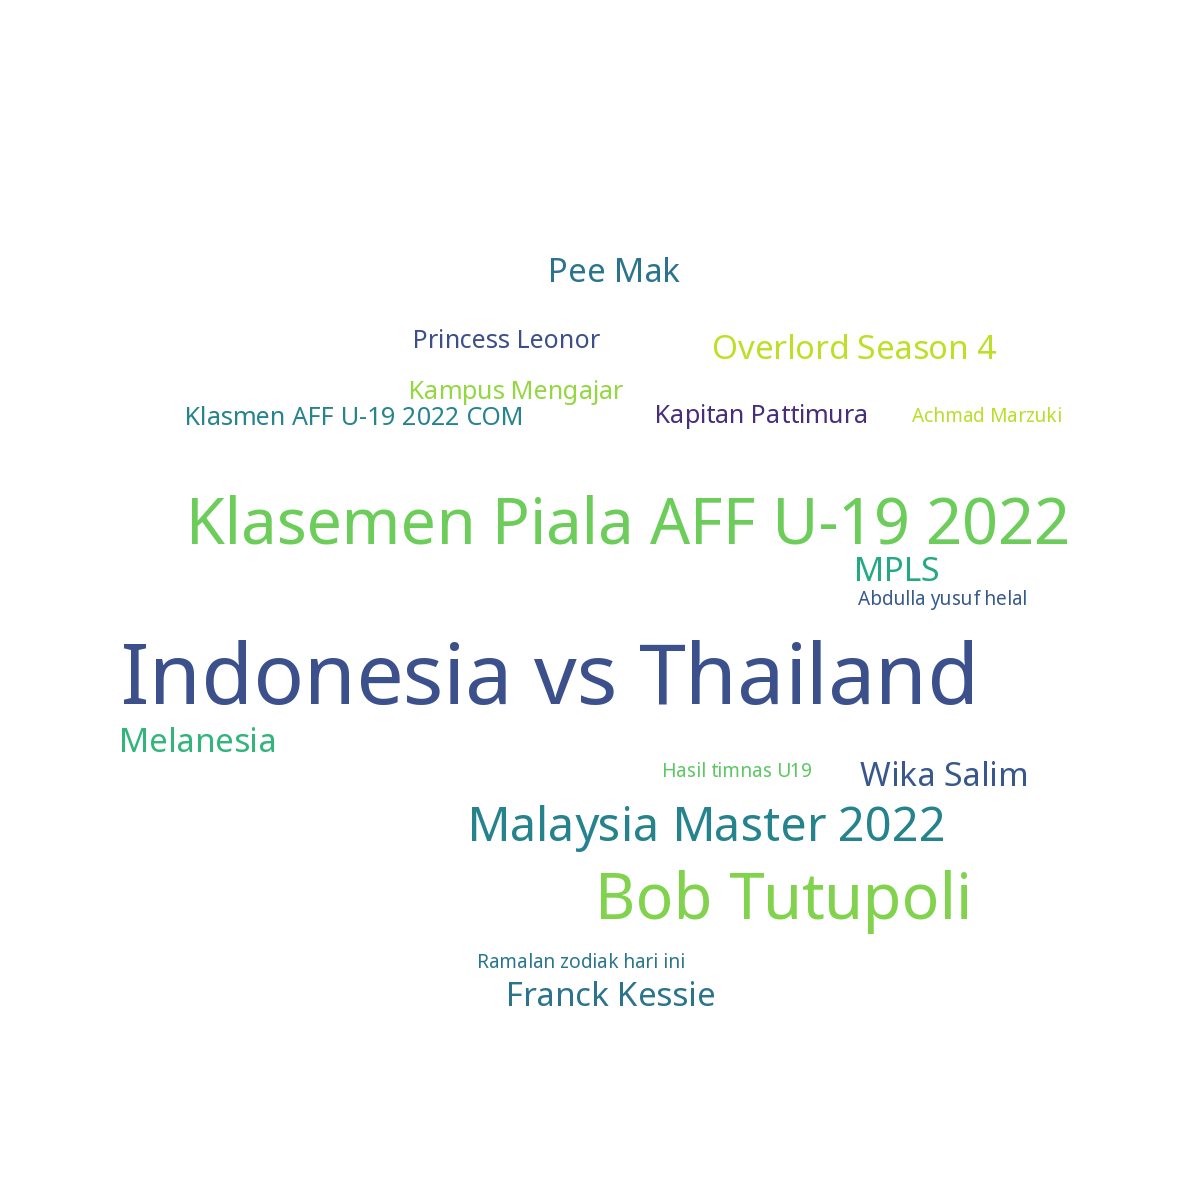 Pee Mak
Princess Leonor
Overlord Season 4
Kampus Mengajar
Klasmen AFF U-19 2022 COM
Kapitan Pattimura
Achmad Marzuki
Klasemen Piala AFF U-19 2022
MPLS
Abdulla yusuf helal
Indonesia vs Thailand
Melanesia
Hasil timnas U19
Wika Salim
Malaysia Master 2022
Bob Tutupoli
Ramalan zodiak hari ini
Franck Kessie